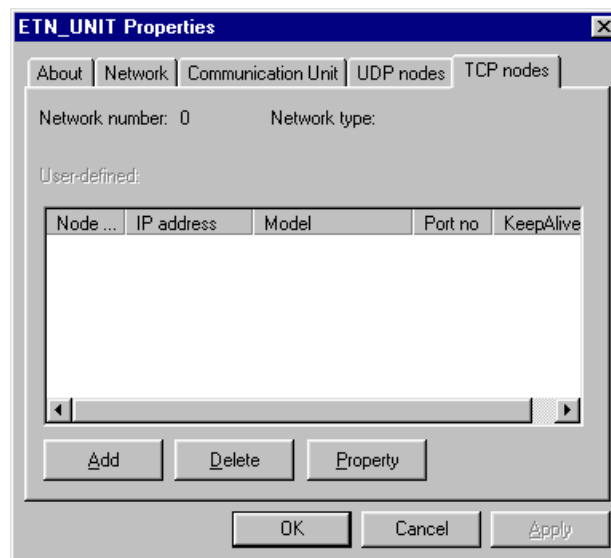 ETN_UNIT Properties
About Network Communication Unit UDP nodes TCP nodes
Network number: 0 Network type:
User-defined:
Node ... IP address Model Port no KeepAlive
Add Delete Property
OK Cancel Apply